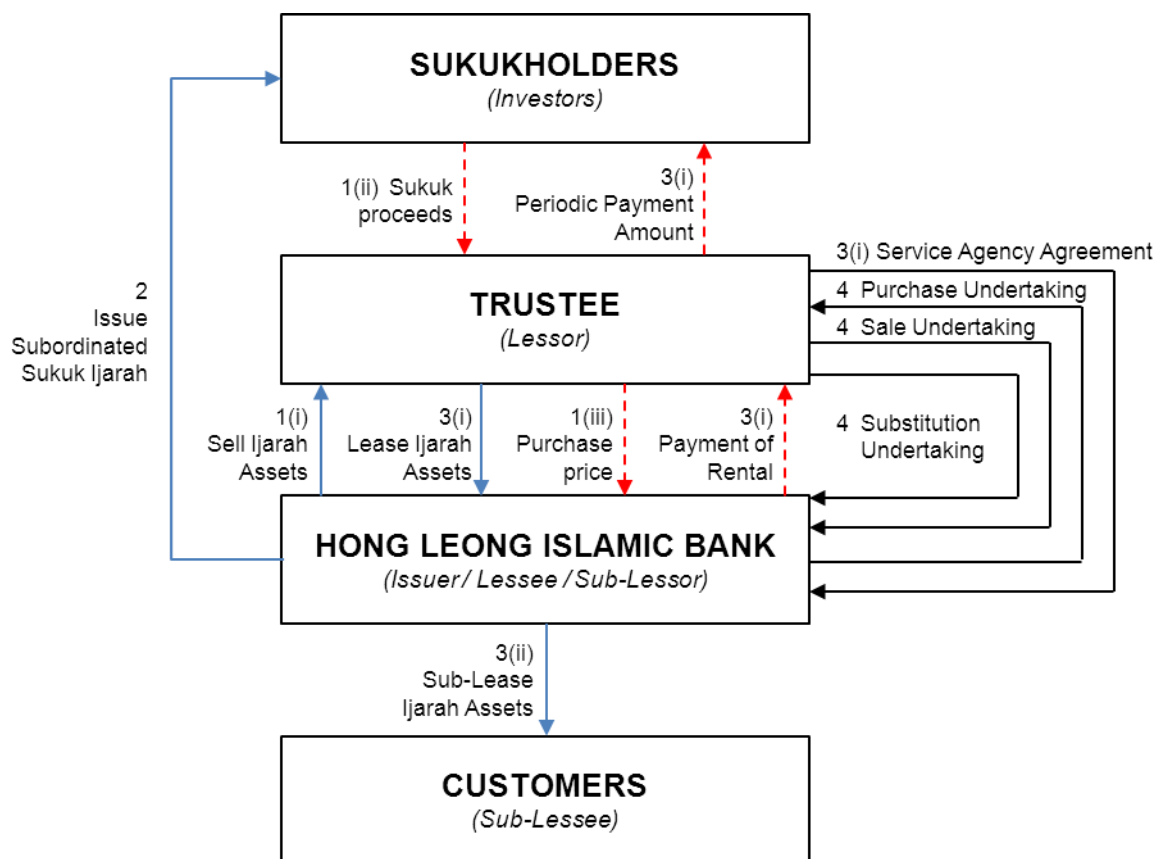 SUKUKHOLDERS
(Investors)
1(ii) Sukuk
proceeds
3(i)
Periodic Payment
Amount
2
Issue
Subordinated
Sukuk Ijarah
TRUSTEE
(Lessor)
3(i) Service Agency Agreement
4 Purchase Undertaking
4 Sale Undertaking
4 Substitution
Undertaking
1(i)
Sell Ijarah
Assets
3(i)
Lease Ijarah
Assets
1(iii)
Purchase
price
3(i)
Payment of
Rental
HONG LEONG ISLAMIC BANK
(Issuer / Lessee / Sub-Lessor)
3(ii)
Sub-Lease
Ijarah Assets
CUSTOMERS
(Sub-Lessee)